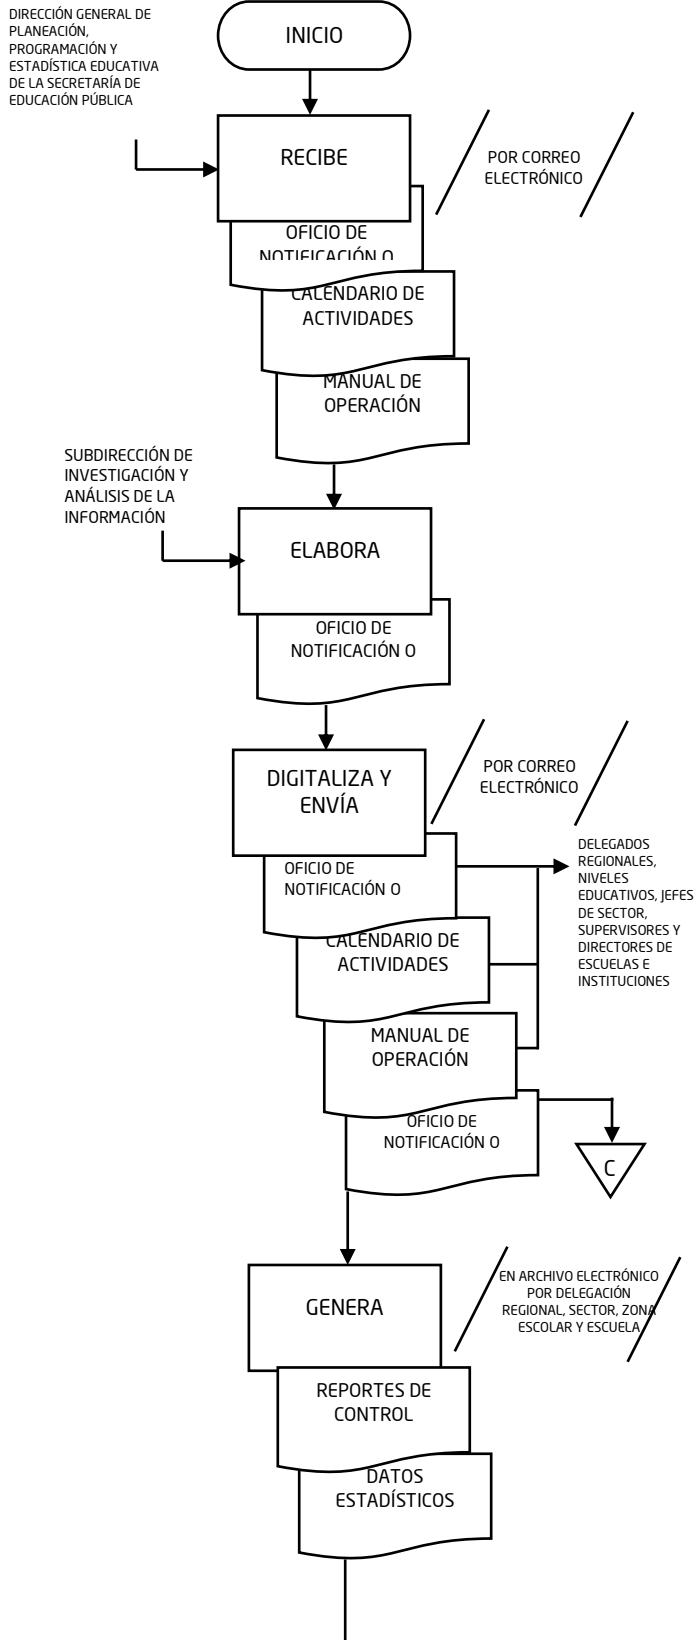 DIRECCIÓN GENERAL DE
PLANEACIÓN,
PROGRAMACIÓN Y
ESTADÍSTICA EDUCATIVA
DE LA SECRETARÍA DE
EDUCACIÓN PÚBLICA
INICIO
RECIBE
POR CORREO
ELECTRÓNICO
OFICIO DE
NOTIFICACIÓN O
CALENDARIO DE
ACTIVIDADES
MANUAL DE
OPERACIÓN
SUBDIRECCIÓN DE
INVESTIGACIÓN Y
ANÁLISIS DE LA
INFORMACIÓN
ELABORA
OFICIO DE
NOTIFICACIÓN O
DIGITALIZA Y
ENVÍA
POR CORREO
ELECTRÓNICO
OFICIO DE
NOTIFICACIÓN O
DELEGADOS
REGIONALES,
NIVELES
EDUCATIVOS, JEFES
DE SECTOR,
SUPERVISORES Y
DIRECTORES DE
ESCUELAS E
INSTITUCIONES
CALENDARIO DE
ACTIVIDADES
MANUAL DE
OPERACIÓN
OFICIO DE
NOTIFICACIÓN O
C
GENERA
EN ARCHIVO ELECTRÓNICO
POR DELEGACIÓN
REGIONAL, SECTOR, ZONA
ESCOLAR Y ESCUELA
REPORTES DE
CONTROL
DATOS
ESTADÍSTICOS